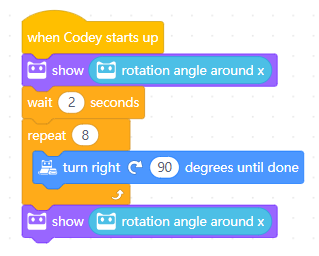 when Codey starts up
show rotation angle around x
wait 2 seconds
repeat 8
turn right 90 degrees until done
show rotation angle around x